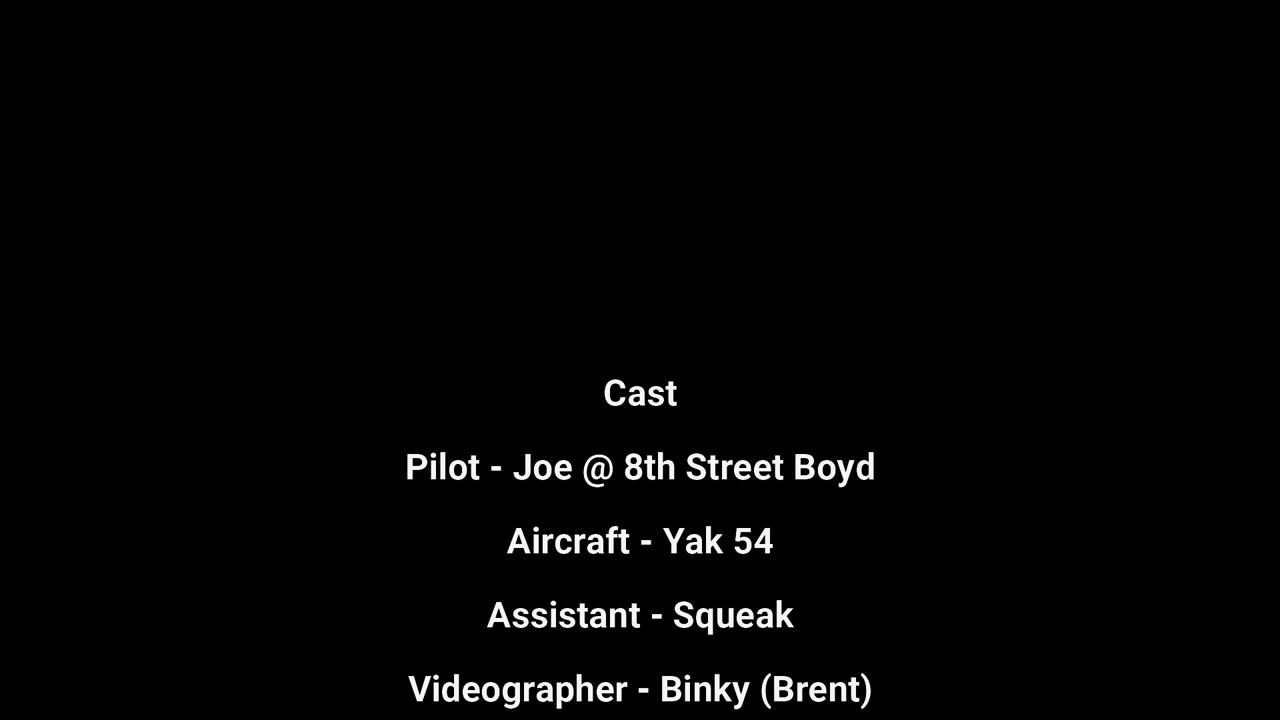 Cast
Pilot - Joe @ 8th Street Boyd
Aircraft - Yak 54
Assistant - Squeak
Videographer - Binky (Brent)